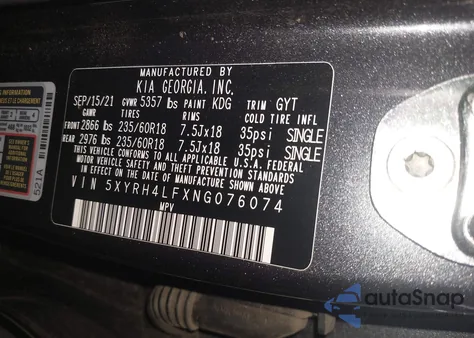 MANUFACTURED BY
KIA GEORGIA, INC,
SEP/15/21 GVWR 5357 lbs PAINT KDG TRIM GYT
GAWR TIRES RIMS COLD TIRE INFL
FRONT 2866 lbs 235/60R18 7.5Jx18 35psi SINGLE
REAR 2976 lbs 235/60R18 7.5Jx18 35psi SINGLE
THIS VEHICLE CONFORMS TO ALL APPLICABLE U.S.A. FEDERAL
MOTOR VEHICLE SAFETY, BUMPER, AND THEFT PREVENTION STANDARDS
IN EFFECT ON THE DATE OF MANUFACTURE SHOWN ABOVE.
VIN 5XYRH4LFXNG076074
MPV
INFORMATION
521A
autoSnap